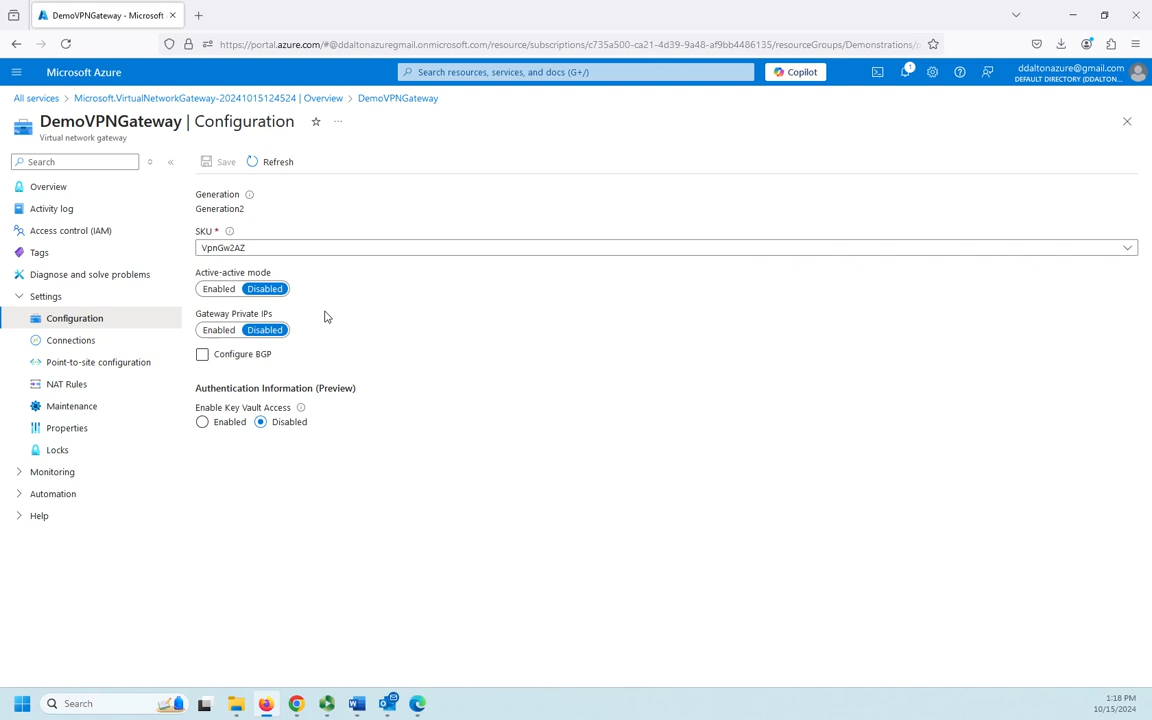 DemoVPNGateway - Microsoft
https://portal.azure.com/#@ddaltonazuregmail.onmicrosoft.com/resource/subscriptions/c735a500-ca21-4d39-9a48-af9bb4486135/resourceGroups/Demonstrations/
Microsoft Azure
Search resources, services, and docs (G+/)
Copilot
1
ddaltonazure@gmail.com
DEFAULT DIRECTORY (DDALTON...
All services > Microsoft.VirtualNetworkGateway-20241015124524 | Overview > DemoVPNGateway
DemoVPNGateway | Configuration
Virtual network gateway
Search
Save
Refresh
Overview
Activity log
Access control (IAM)
Tags
Diagnose and solve problems
Settings
Configuration
Connections
Point-to-site configuration
NAT Rules
Maintenance
Properties
Locks
Monitoring
Automation
Help
Generation
Generation2
SKU *
VpnGw2AZ
Active-active mode
Enabled Disabled
Gateway Private IPs
Enabled Disabled
Configure BGP
Authentication Information (Preview)
Enable Key Vault Access
Enabled Disabled
Search
1:18 PM
10/15/2024